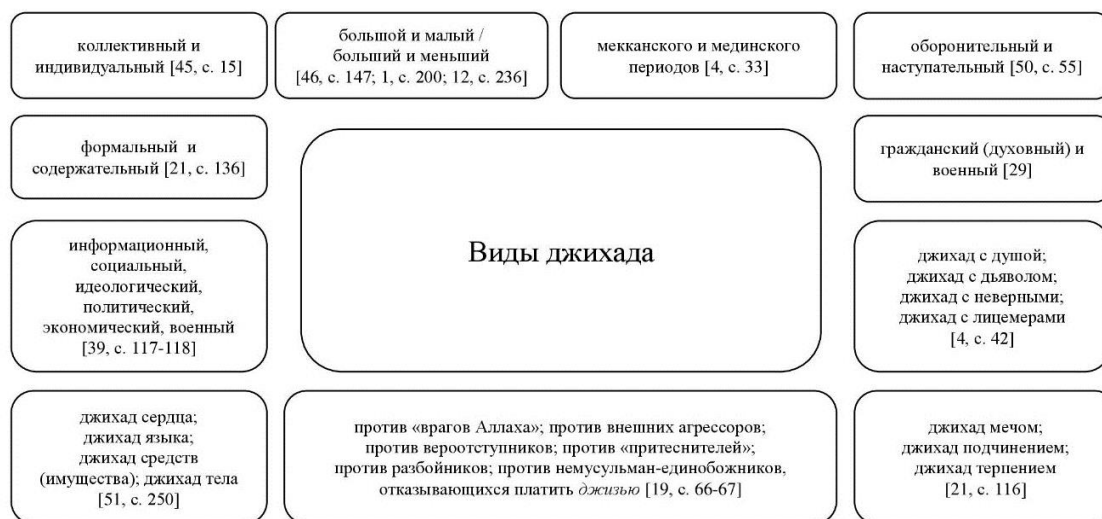 коллективный и
индивидуальный [45, с. 15]
большой и малый /
больший и меньший
[46, с. 147; 1, с. 200; 12, с. 236]
мекканского и мединского
периодов [4, с. 33]
оборонительный и
наступательный [50, с. 55]
формальный и
содержательный [21, с. 136]
гражданский (духовный) и
военный [29]
информационный,
социальный,
идеологический,
политический,
экономический, военный
[39, с. 117-118]
Виды джихада
джихад с душой;
джихад с дьяволом;
джихад с неверными;
джихад с лицемерами
[4, с. 42]
джихад сердца;
джихад языка;
джихад средств
(имущества); джихад тела
[51, с. 250]
против «врагов Аллаха»; против внешних агрессоров;
против вероотступников; против «притеснителей»;
против разбойников; против немусульман-единобожников,
отказывающихся платить джизью [19, с. 66-67]
джихад мечом;
джихад подчинением;
джихад терпением
[21, с. 116]